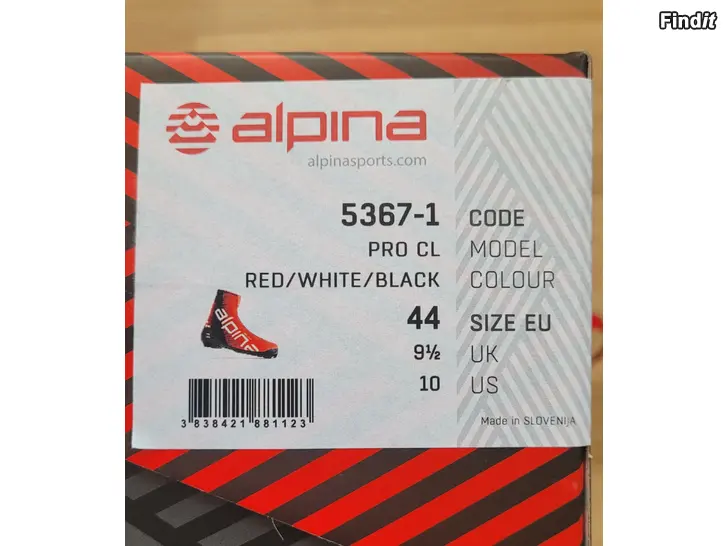 Findit
alpina
alpinasports.com
5367-1 CODE
PRO CL MODEL
RED/WHITE/BLACK COLOUR
alpina
44 SIZE EU
9½ UK
10 US
3 838421 881123
Made in SLOVENIJA